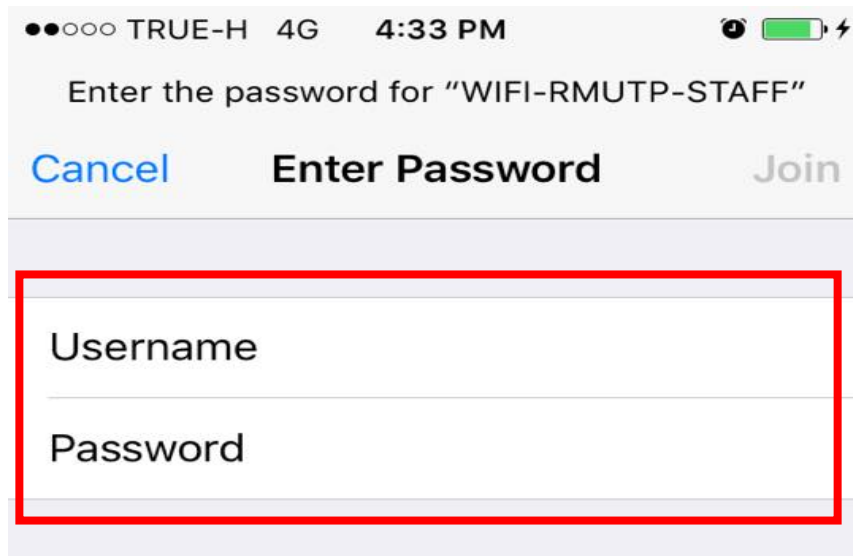 TRUE-H 4G 4:33 PM
Enter the password for “WIFI-RMUTP-STAFF”
Cancel Enter Password Join
Username
Password